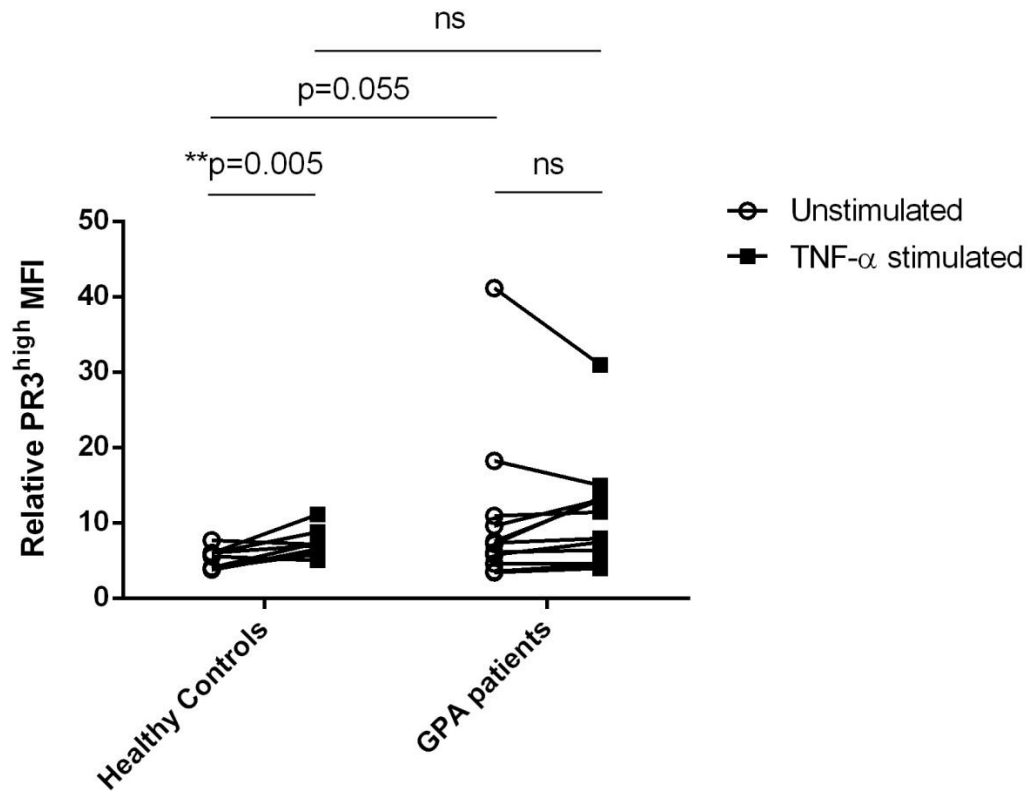 ns
p=0.055
**p=0.005
ns
Unstimulated
TNF-α stimulated
50
40
30
20
10
0
Relative PR3high MFI
Healthy Controls
GPA patients